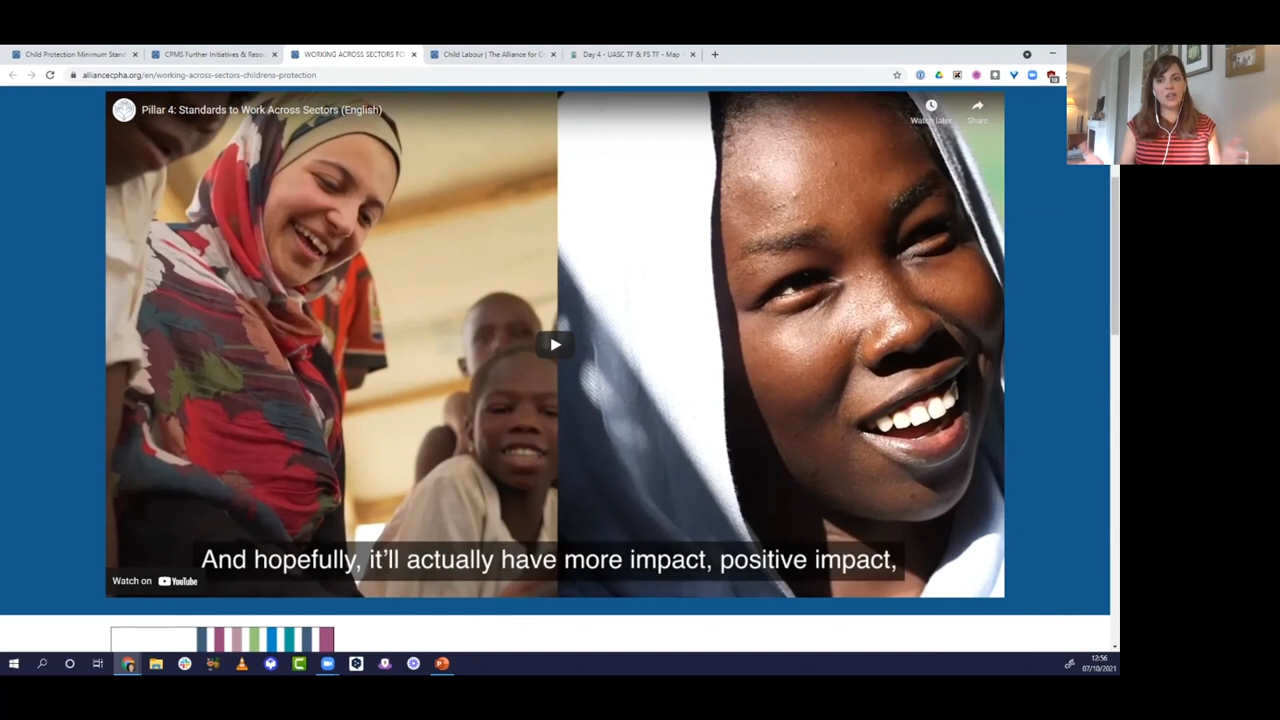 Child Protection Minimum Stan
CPMS Further Initiatives & Resou
WORKING ACROSS SECTORS FO
Child Labour | The Alliance for C
Day 4 - UASC TF & FS TF - Map
alliancecpha.org/en/working-across-sectors-childrens-protection
Pillar 4: Standards to Work Across Sectors (English)
Watch later
Share
And hopefully, it'll actually have more impact, positive impact,
Watch on YouTube
12:56
07/10/2021